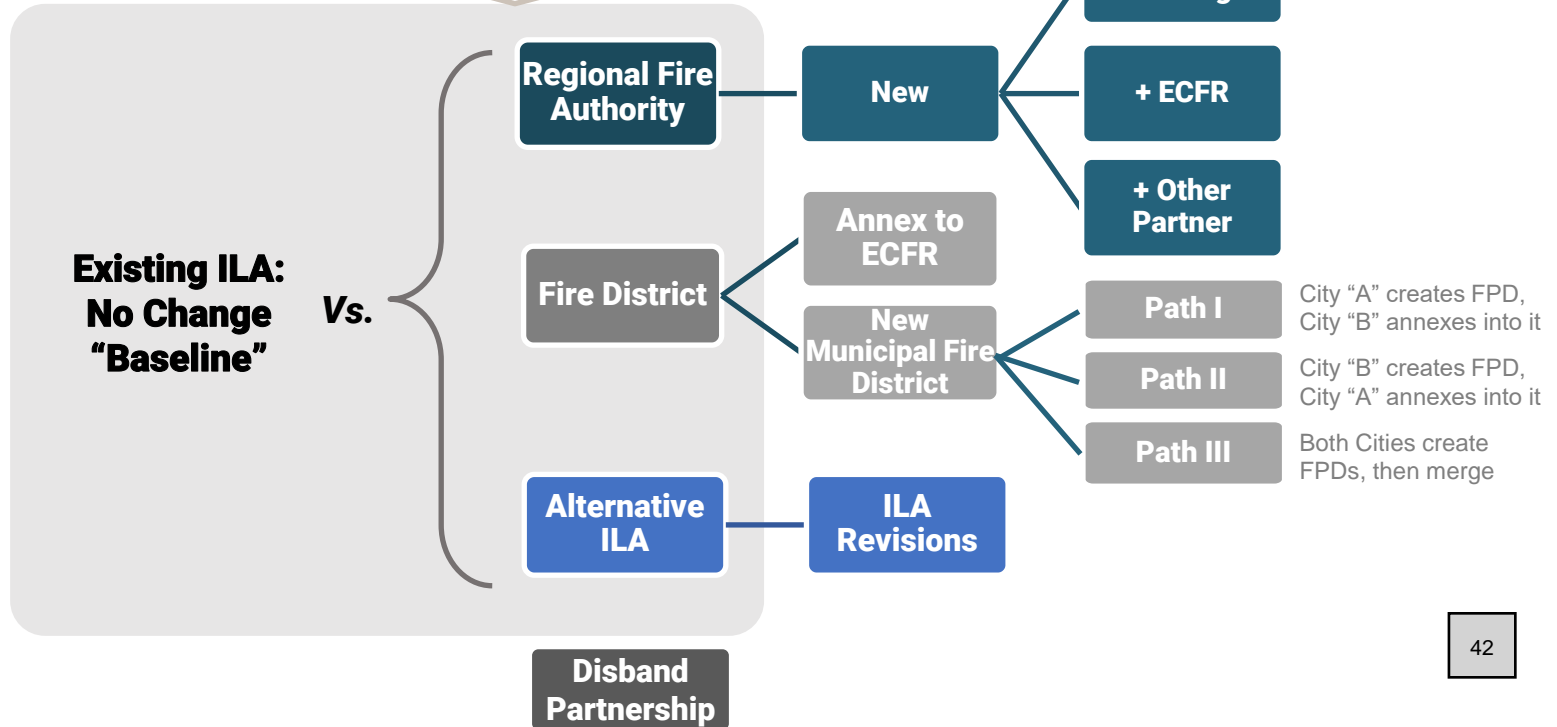 Regional Fire
Authority
New
+ ECFR
+ Other
Partner
Existing ILA:
No Change
“Baseline”
Vs.
Fire District
Annex to
ECFR
New
Municipal Fire
District
Path I
City “A” creates FPD,
City “B” annexes into it
Path II
City “B” creates FPD,
City “A” annexes into it
Path III
Both Cities create
FPDs, then merge
Alternative
ILA
ILA
Revisions
Disband
Partnership
42